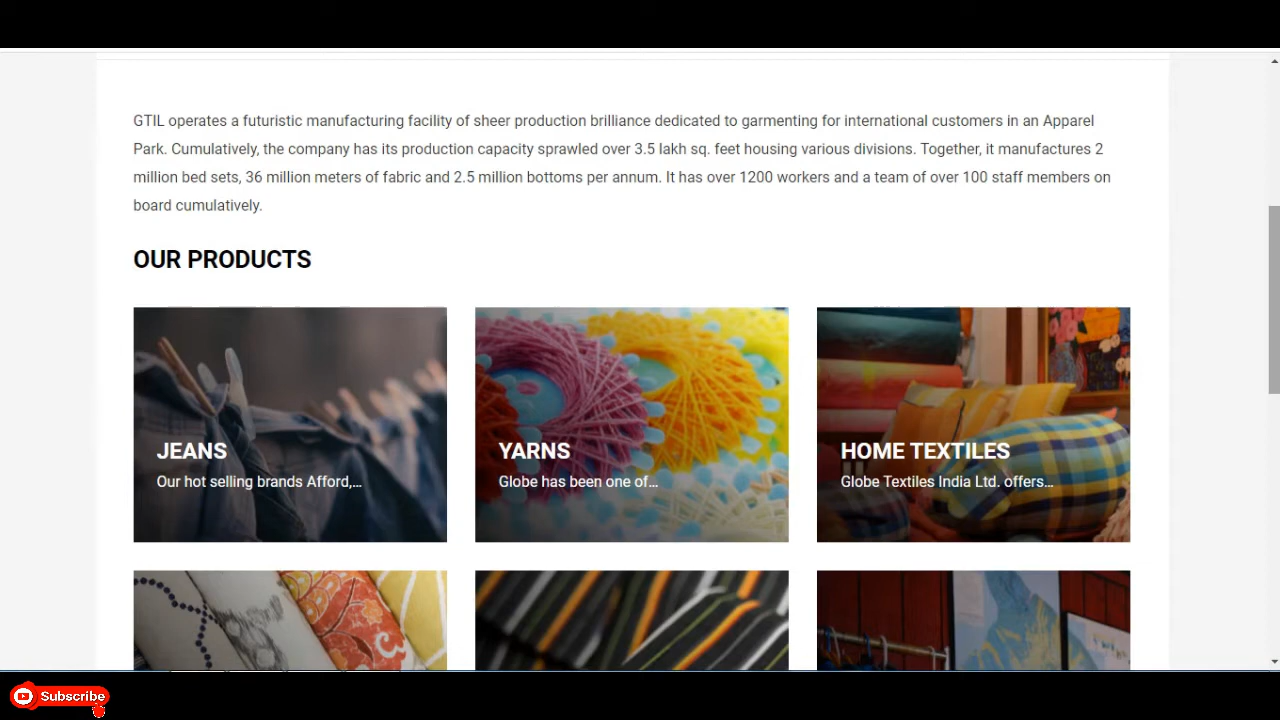 GTIL operates a futuristic manufacturing facility of sheer production brilliance dedicated to garmenting for international customers in an Apparel
Park. Cumulatively, the company has its production capacity sprawled over 3.5 lakh sq. feet housing various divisions. Together, it manufactures 2
million bed sets, 36 million meters of fabric and 2.5 million bottoms per annum. It has over 1200 workers and a team of over 100 staff members on
board cumulatively.
OUR PRODUCTS
JEANS
Our hot selling brands Afford,...
YARNS
Globe has been one of...
HOME TEXTILES
Globe Textiles India Ltd. offers...
Subscribe